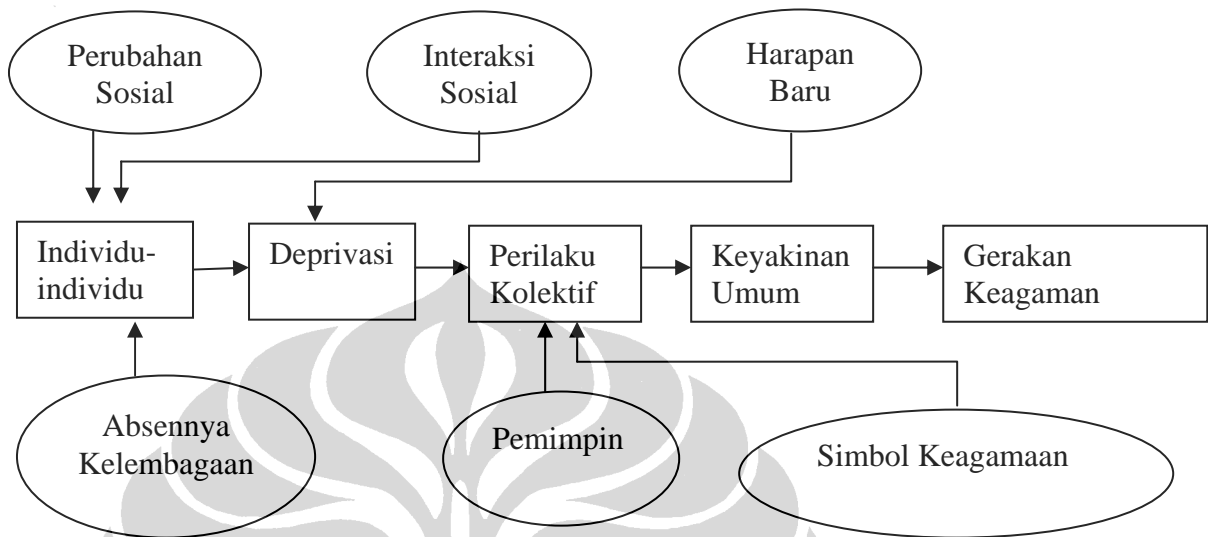 Perubahan
Sosial
Interaksi
Sosial
Harapan
Baru
Individu-
individu
Deprivasi
Perilaku
Kolektif
Keyakinan
Umum
Gerakan
Keagaman
Absennya
Kelembagaan
Pemimpin
Simbol Keagamaan